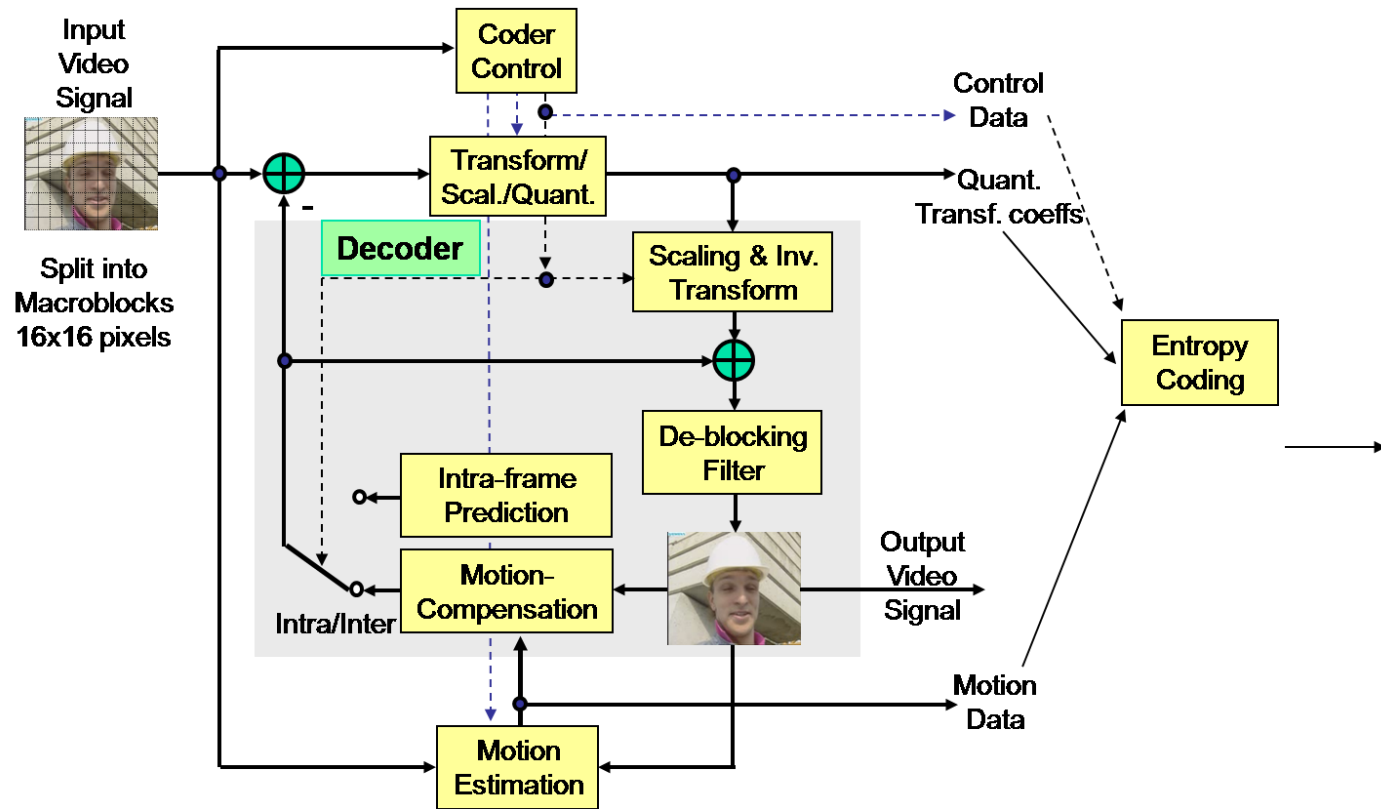 Input
Video
Signal
Split into
Macroblocks
16x16 pixels
Coder
Control
Transform/
Scal./Quant.
-
Decoder
Scaling & Inv.
Transform
De-blocking
Filter
Intra-frame
Prediction
Motion-
Compensation
Intra/Inter
Motion
Estimation
Control
Data
Quant.
Transf. coeffs
Entropy
Coding
Output
Video
Signal
Motion
Data